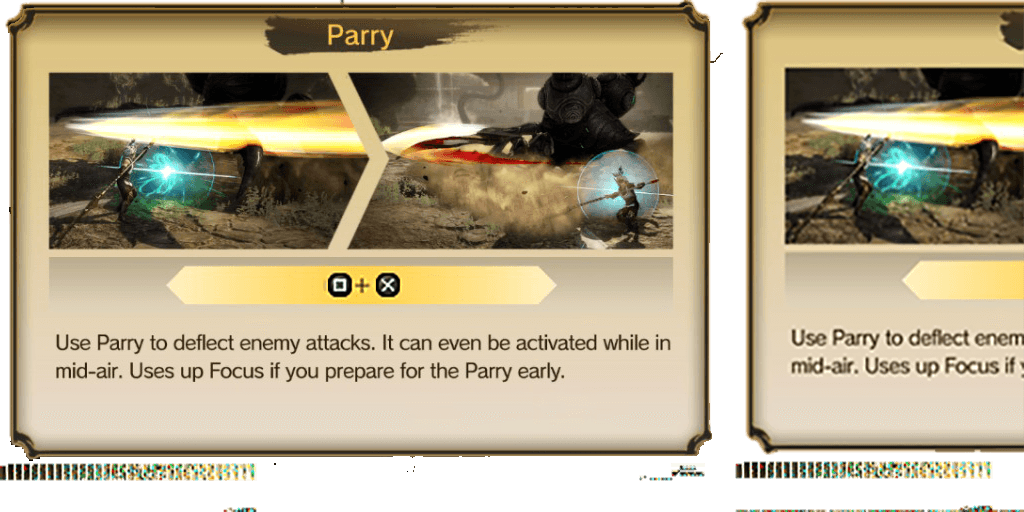 Parry
+
Use Parry to deflect enemy attacks. It can even be activated while in
mid-air. Uses up Focus if you prepare for the Parry early.
Use Parry to deflect enem
mid-air. Uses up Focus if y